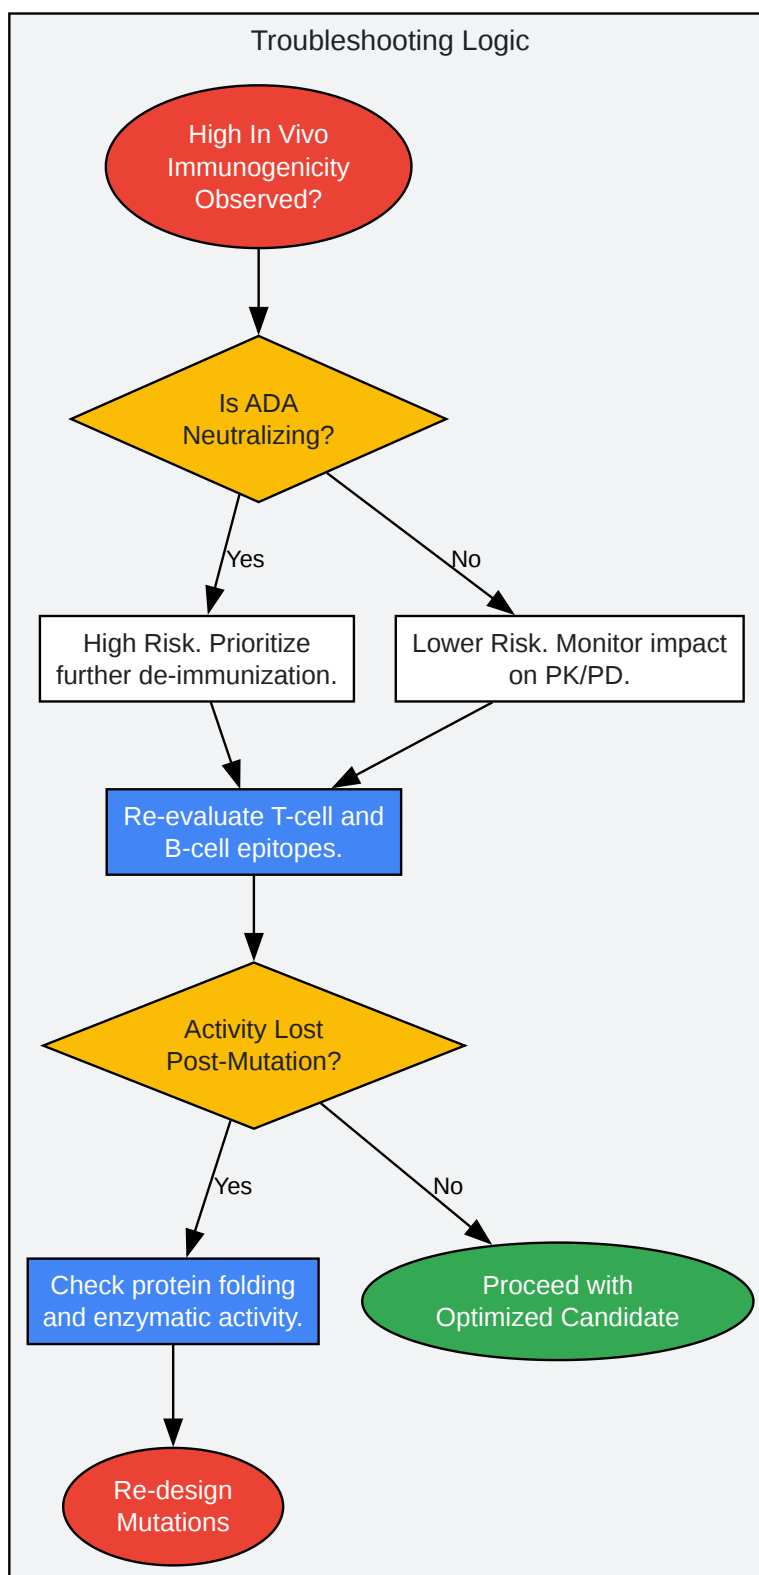 Troubleshooting Logic
High In Vivo
Immunogenicity
Observed?
Is ADA
Neutralizing?
Yes
No
High Risk. Prioritize
further de-immunization.
Lower Risk. Monitor impact
on PK/PD.
Re-evaluate T-cell and
B-cell epitopes.
Activity Lost
Post-Mutation?
Yes
No
Check protein folding
and enzymatic activity.
Proceed with
Optimized Candidate
Re-design
Mutations